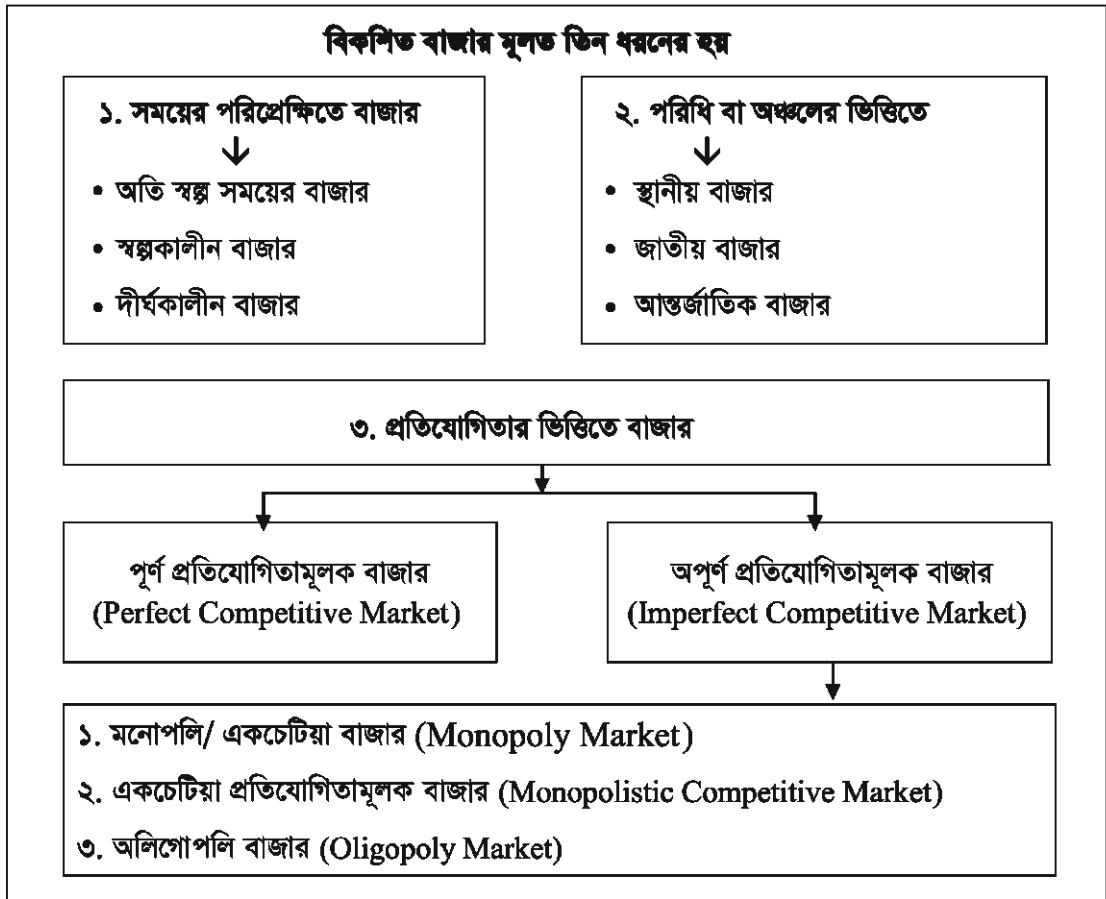 বিকশিত বাজার মূলত তিন ধরনের হয়
১. সময়ের পরিপ্রেক্ষিতে বাজার
• অতি স্বল্প সময়ের বাজার
• স্বল্পকালীন বাজার
• দীর্ঘকালীন বাজার
২. পরিধি বা অঞ্চলের ভিত্তিতে
• স্থানীয় বাজার
• জাতীয় বাজার
• আন্তর্জাতিক বাজার
৩. প্রতিযোগিতার ভিত্তিতে বাজার
পূর্ণ প্রতিযোগিতামূলক বাজার
(Perfect Competitive Market)
অপূর্ণ প্রতিযোগিতামূলক বাজার
(Imperfect Competitive Market)
১. মনোপলি/ একচেটিয়া বাজার (Monopoly Market)
২. একচেটিয়া প্রতিযোগিতামূলক বাজার (Monopolistic Competitive Market)
৩. অলিগোপলি বাজার (Oligopoly Market)